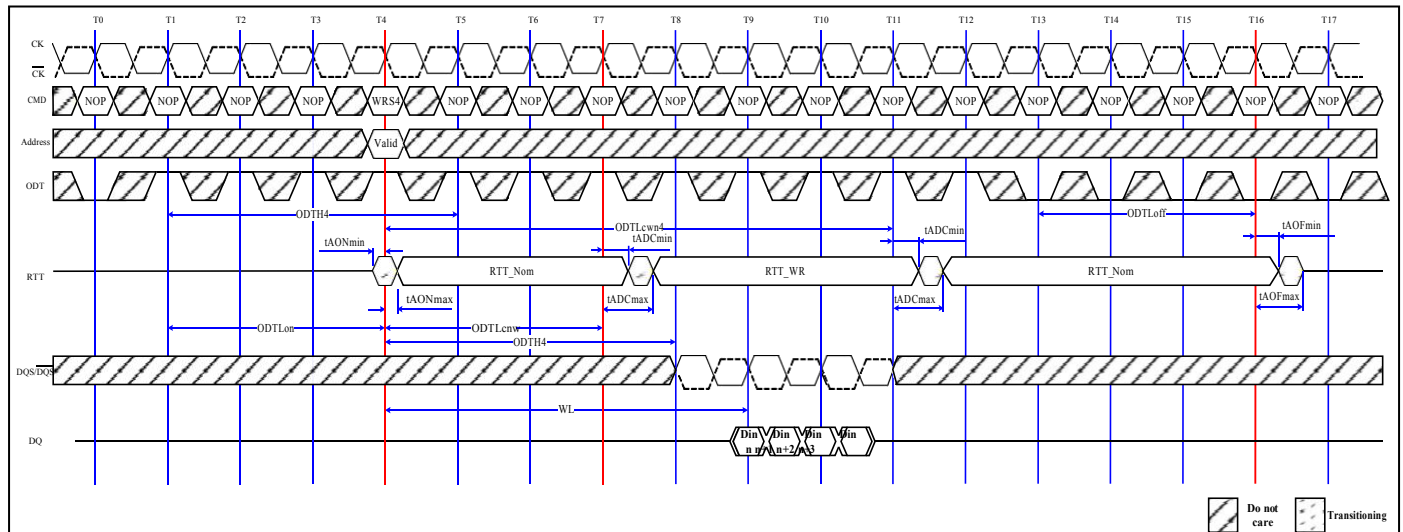 T0 T1 T2 T3 T4 T5 T6 T7 T8 T9 T10 T11 T12 T13 T14 T15 T16 T17
CK
CK
CMD NOP NOP NOP NOP WRS4 NOP NOP NOP NOP NOP NOP NOP NOP NOP NOP NOP NOP NOP
Address Valid
ODT
ODTH4 ODTLoff
ODTLcwn4
tAONmin tADCmin tADCmin tAOFmin
RTT RTT_Nom RTT_WR RTT_Nom
tAONmax tADCmax tADCmax tAOFmax
ODTLon ODTLcnw
ODTH4
DQS/DQS
WL
DQ Din Din Din Din
n n+1 n+2 n+3
Do not care
Transitioning